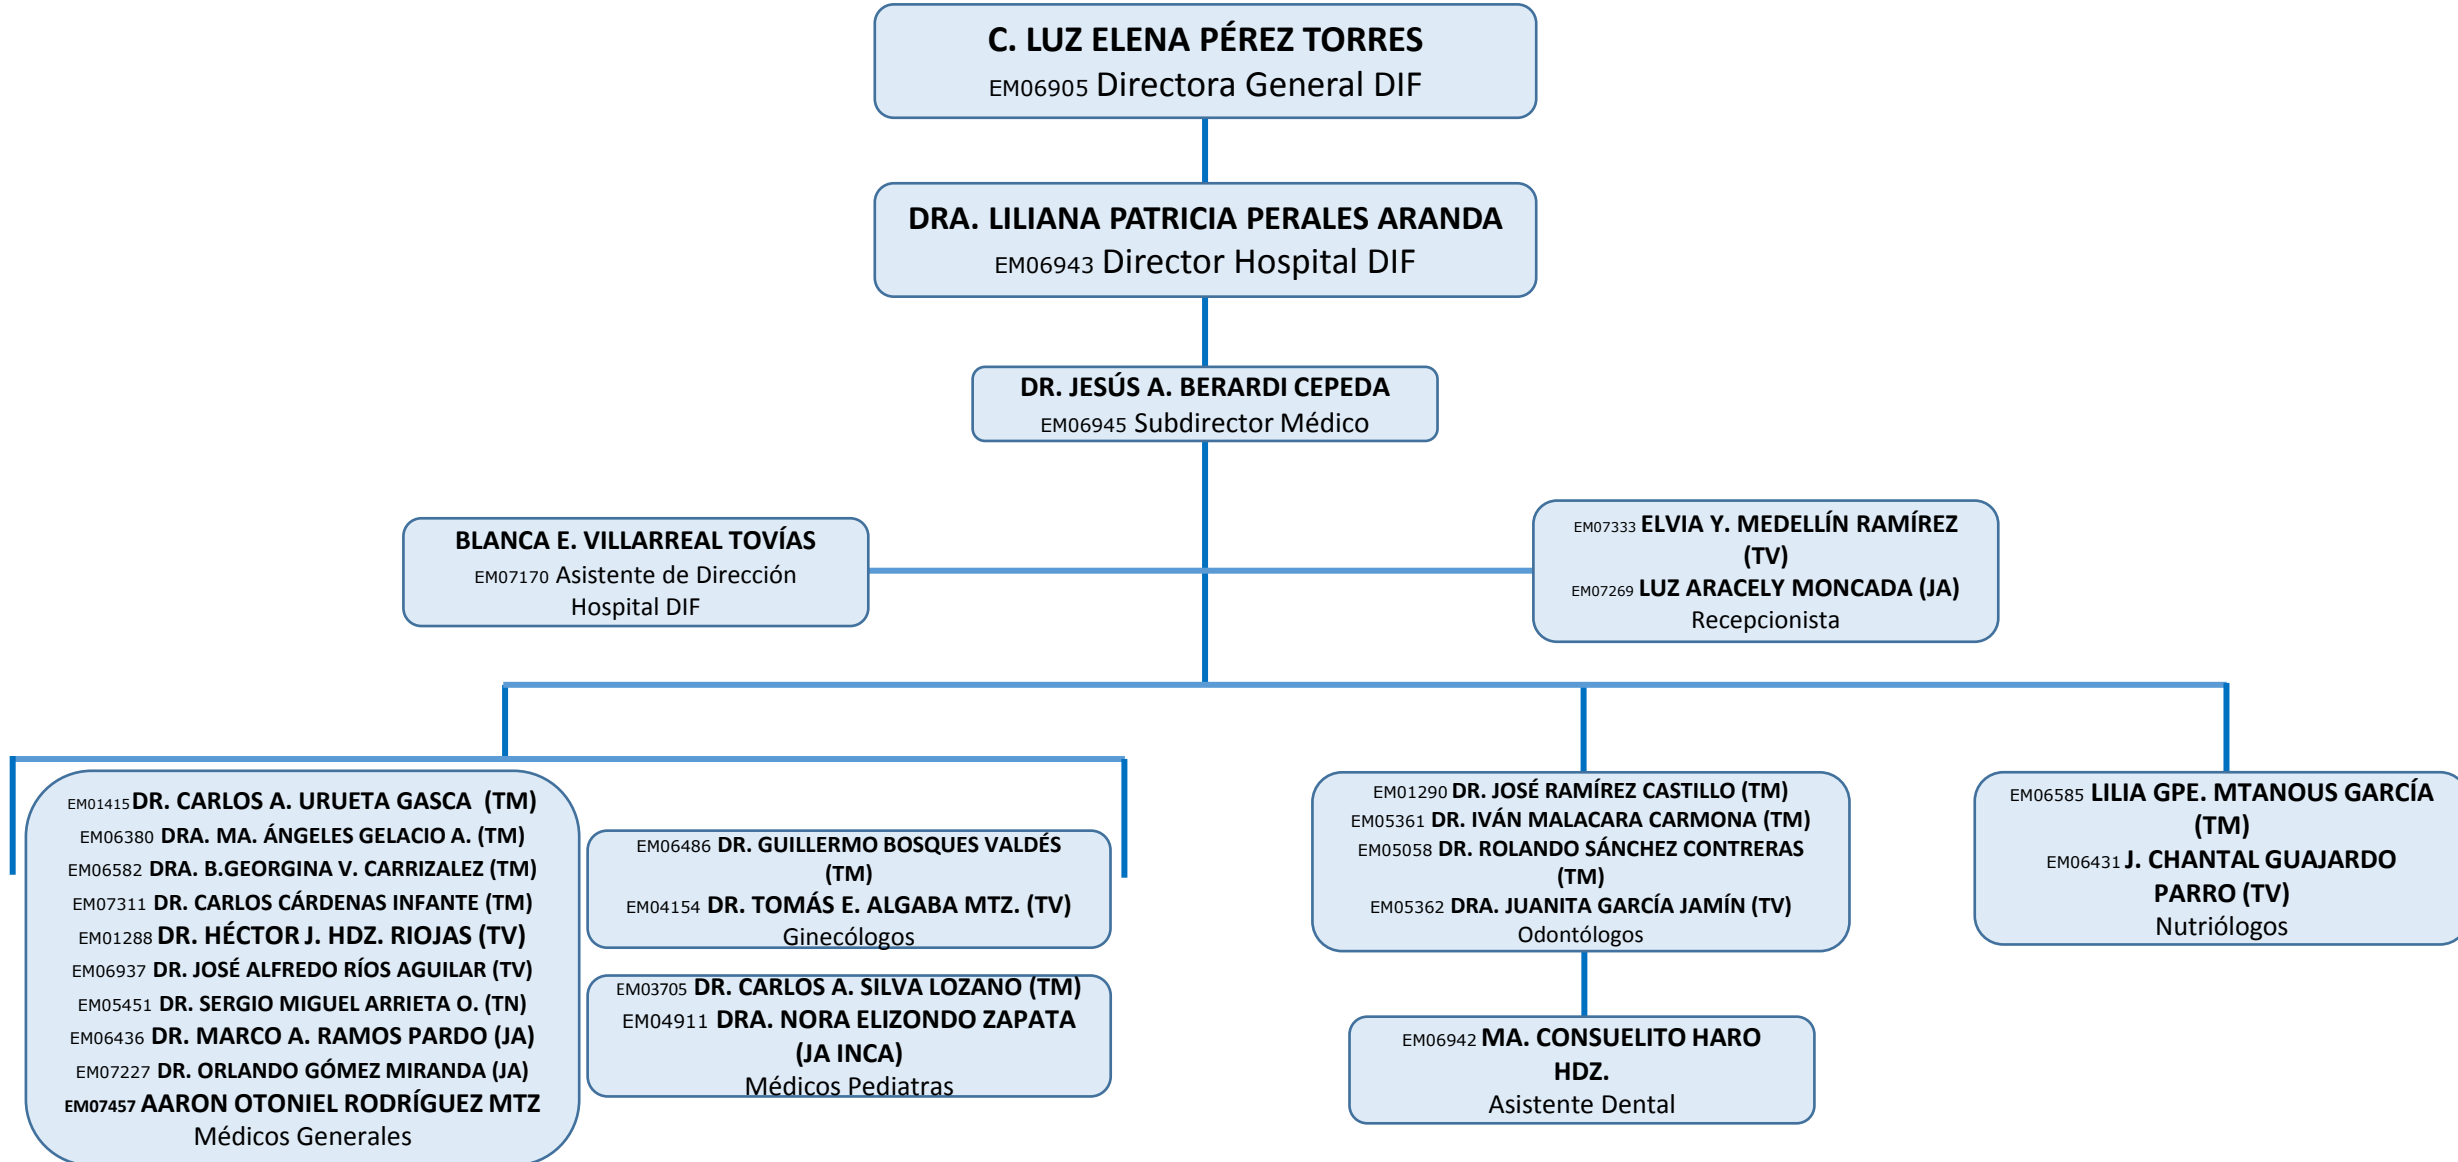 C. LUZ ELENA PÉREZ TORRES
EM06905 Directora General DIF
DRA. LILIANA PATRICIA PERALES ARANDA
EM06943 Director Hospital DIF
DR. JESÚS A. BERARDI CEPEDA
EM06945 Subdirector Médico
BLANCA E. VILLARREAL TOVÍAS
EM07170 Asistente de Dirección
Hospital DIF
EM07333 ELVIA Y. MEDELLÍN RAMÍREZ
(TV)
EM07269 LUZ ARACELY MONCADA (JA)
Recepcionista
EM01415 DR. CARLOS A. URUETA GASCA (TM)
EM06380 DRA. MA. ÁNGELES GELACIO A. (TM)
EM06582 DRA. B.GEORGINA V. CARRIZALEZ (TM)
EM07311 DR. CARLOS CÁRDENAS INFANTE (TM)
EM01288 DR. HÉCTOR J. HDZ. RIOJAS (TV)
EM06937 DR. JOSÉ ALFREDO RÍOS AGUILAR (TV)
EM05451 DR. SERGIO MIGUEL ARRIETA O. (TN)
EM06436 DR. MARCO A. RAMOS PARDO (JA)
EM07227 DR. ORLANDO GÓMEZ MIRANDA (JA)
EM07457 AARON OTONIEL RODRÍGUEZ MTZ
Médicos Generales
EM06486 DR. GUILLERMO BOSQUES VALDÉS
(TM)
EM04154 DR. TOMÁS E. ALGABA MTZ. (TV)
Ginecólogos
EM03705 DR. CARLOS A. SILVA LOZANO (TM)
EM04911 DRA. NORA ELIZONDO ZAPATA
(JA INCA)
Médicos Pediatras
EM01290 DR. JOSÉ RAMÍREZ CASTILLO (TM)
EM05361 DR. IVÁN MALACARA CARMONA (TM)
EM05058 DR. ROLANDO SÁNCHEZ CONTRERAS
(TM)
EM05362 DRA. JUANITA GARCÍA JAMÍN (TV)
Odontólogos
EM06942 MA. CONSUELITO HARO
HDZ.
Asistente Dental
EM06585 LILIA GPE. MTANOUS GARCÍA
(TM)
EM06431 J. CHANTAL GUAJARDO
PARRO (TV)
Nutriólogos